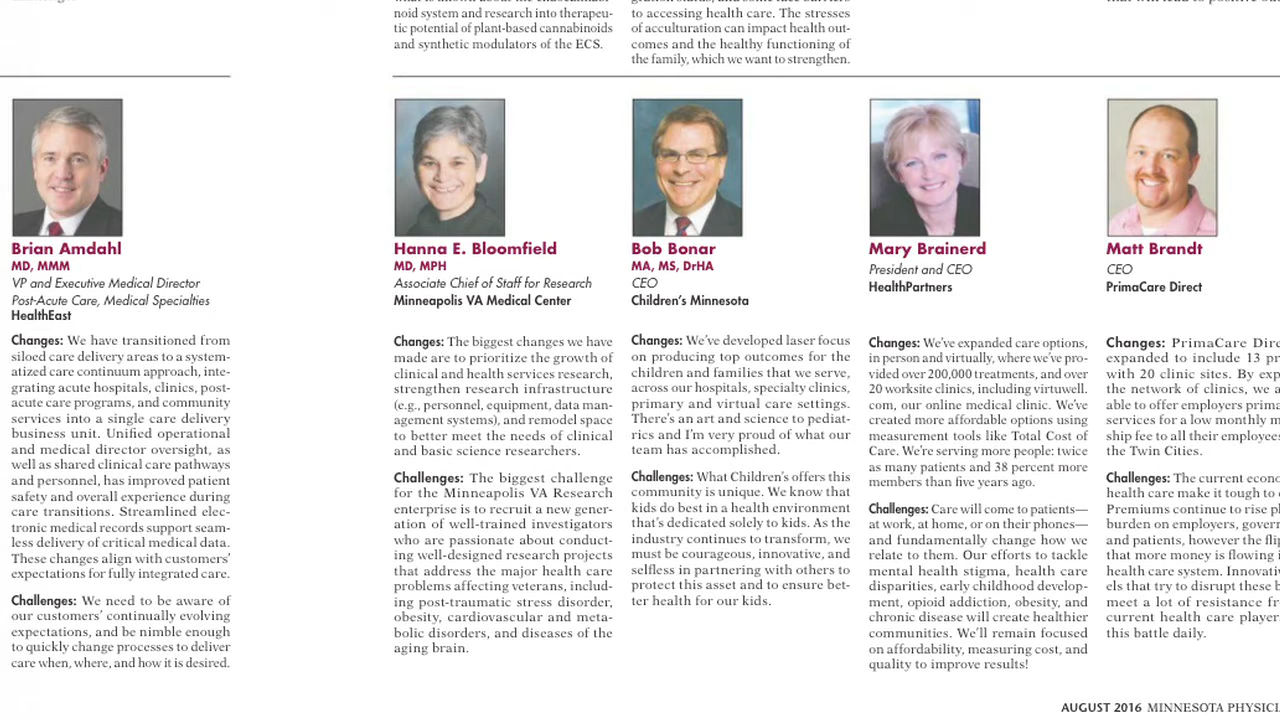 noid system and research into therapeu-
tic potential of plant-based cannabinoids
and synthetic modulators of the ECS.
to accessing health care. The stresses
of acculturation can impact health out-
comes and the healthy functioning of
the family, which we want to strengthen.
Brian Amdahl
MD, MMM
VP and Executive Medical Director
Post-Acute Care, Medical Specialties
HealthEast
Changes: We have transitioned from
siloed care delivery areas to a system-
atized care continuum approach, inte-
grating acute hospitals, clinics, post-
acute care programs, and community
services into a single care delivery
business unit. Unified operational
and medical director oversight, as
well as shared clinical care pathways
and personnel, has improved patient
safety and overall experience during
care transitions. Streamlined elec-
tronic medical records support seam-
less delivery of critical medical data.
These changes align with customers’
expectations for fully integrated care.
Challenges: We need to be aware of
our customers’ continually evolving
expectations, and be nimble enough
to quickly change processes to deliver
care when, where, and how it is desired.
Hanna E. Bloomfield
MD, MPH
Associate Chief of Staff for Research
Minneapolis VA Medical Center
Changes: The biggest changes we have
made are to prioritize the growth of
clinical and health services research,
strengthen research infrastructure
(e.g., personnel, equipment, data man-
agement systems), and remodel space
to better meet the needs of clinical
and basic science researchers.
Challenges: The biggest challenge
for the Minneapolis VA Research
enterprise is to recruit a new gener-
ation of well-trained investigators
who are passionate about conduct-
ing well-designed research projects
that address the major health care
problems affecting veterans, includ-
ing post-traumatic stress disorder,
obesity, cardiovascular and meta-
bolic disorders, and diseases of the
aging brain.
Bob Bonar
MA, MS, DrHA
CEO
Children’s Minnesota
Changes: We’ve developed laser focus
on producing top outcomes for the
children and families that we serve,
across our hospitals, specialty clinics,
primary and virtual care settings.
There’s an art and science to pediat-
rics and I’m very proud of what our
team has accomplished.
Challenges: What Children’s offers this
community is unique. We know that
kids do best in a health environment
that’s dedicated solely to kids. As the
industry continues to transform, we
must be courageous, innovative, and
selfless in partnering with others to
protect this asset and to ensure bet-
ter health for our kids.
Mary Brainerd
President and CEO
HealthPartners
Changes: We’ve expanded care options,
in person and virtually, where we’ve pro-
vided over 200,000 treatments, and over
20 worksite clinics, including virtuwell.
com, our online medical clinic. We’ve
created more affordable options using
measurement tools like Total Cost of
Care. We’re serving more people: twice
as many patients and 38 percent more
members than five years ago.
Challenges: Care will come to patients—
at work, at home, or on their phones—
and fundamentally change how we
relate to them. Our efforts to tackle
mental health stigma, health care
disparities, early childhood develop-
ment, opioid addiction, obesity, and
chronic disease will create healthier
communities. We’ll remain focused
on affordability, measuring cost, and
quality to improve results!
Matt Brandt
CEO
PrimaCare Direct
Changes: PrimaCare Dire
expanded to include 13 pr
with 20 clinic sites. By exp
the network of clinics, we a
able to offer employers prima
services for a low monthly m
ship fee to all their employees
the Twin Cities.
Challenges: The current econo
health care make it tough to
Premiums continue to rise pl
burden on employers, govern
and patients, however the flip
that more money is flowing i
health care system. Innovativ
els that try to disrupt these b
meet a lot of resistance fr
current health care player
this battle daily.
AUGUST 2016 MINNESOTA PHYSICI